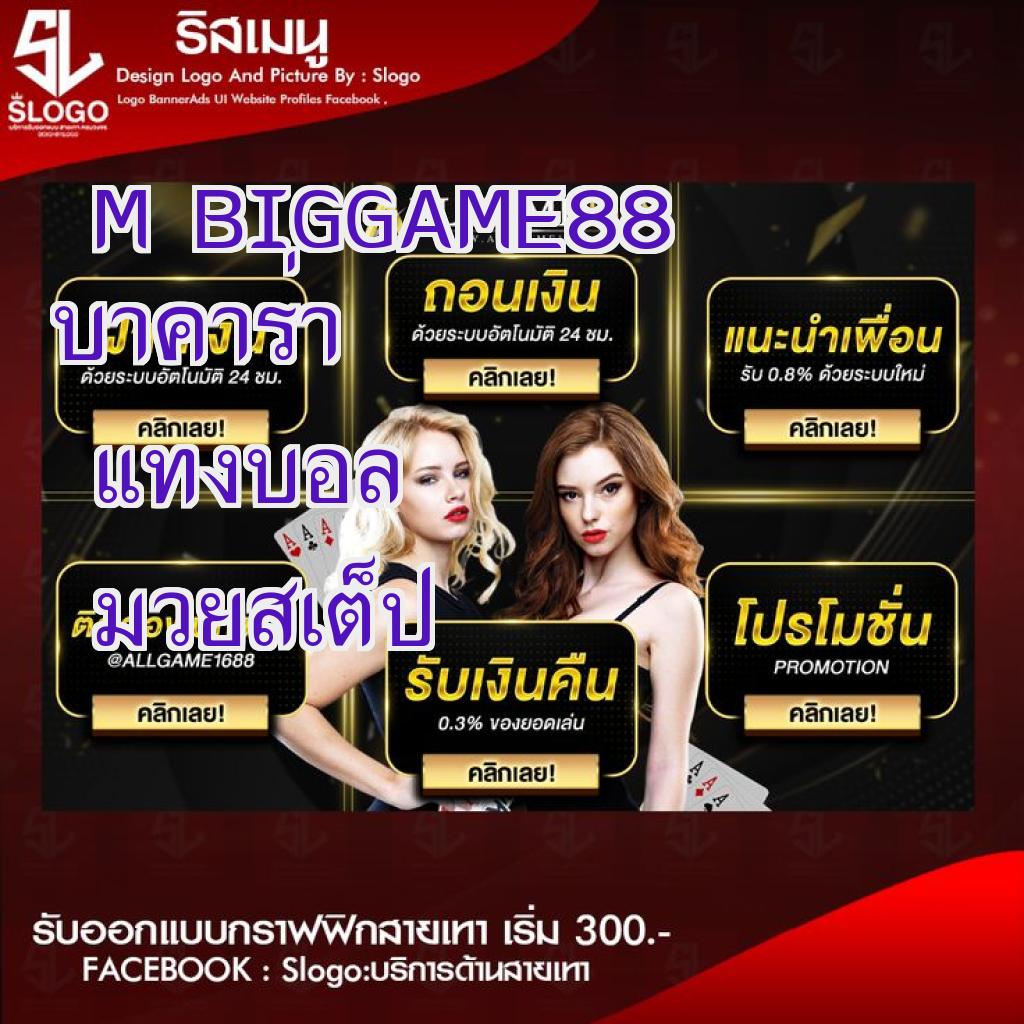 SL
SLOGO
ริสเมนู
Design Logo And Picture By : Slogo
Logo BannerAds UI Website Profiles Facebook .
M BIGGAME88
บาคาร่า
แทงบอล
มวยสเต็ป
ด้วยระบบอัตโนมัติ 24 ชม.
คลิกเลย!
ถอนเงิน
ด้วยระบบอัตโนมัติ 24 ชม.
คลิกเลย!
แนะนำเพื่อน
รับ 0.8% ด้วยระบบใหม่
คลิกเลย!
@ALLGAME1688
คลิกเลย!
รับเงินคืน
0.3% ของยอดเล่น
คลิกเลย!
โปรโมชั่น
PROMOTION
คลิกเลย!
รับออกแบบกราฟฟิกสายเทา เริ่ม 300.-
FACEBOOK : Slogo:บริการด้านสายเทา